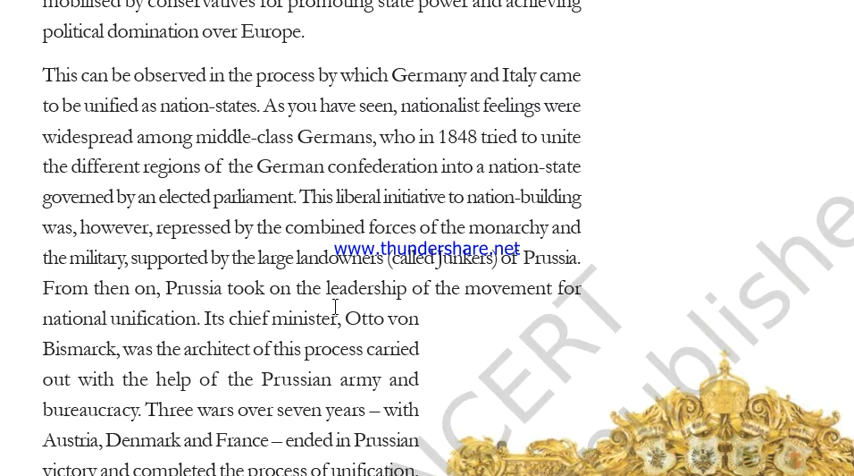 mobilised by conservatives for promoting state power and achieving
political domination over Europe.
This can be observed in the process by which Germany and Italy came
to be unified as nation-states. As you have seen, nationalist feelings were
widespread among middle-class Germans, who in 1848 tried to unite
the different regions of the German confederation into a nation-state
governed by an elected parliament. This liberal initiative to nation-building
was, however, repressed by the combined forces of the monarchy and
www.thundershare.net
the military, supported by the large landowners (called Junkers) of Prussia.
From then on, Prussia took on the leadership of the movement for
national unification. Its chief minister, Otto von
Bismarck, was the architect of this process carried
out with the help of the Prussian army and
bureaucracy. Three wars over seven years – with
Austria, Denmark and France – ended in Prussian
victory and completed the process of unification.
NCERT
publishe